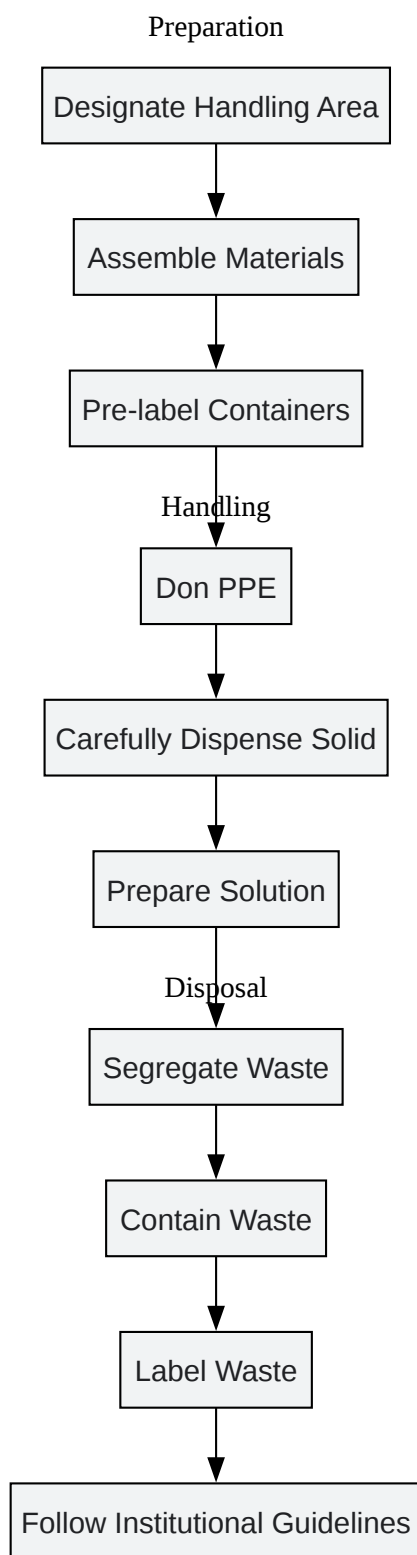 Preparation
Designate Handling Area
Assemble Materials
Pre-label Containers
Handling
Don PPE
Carefully Dispense Solid
Prepare Solution
Disposal
Segregate Waste
Contain Waste
Label Waste
Follow Institutional Guidelines